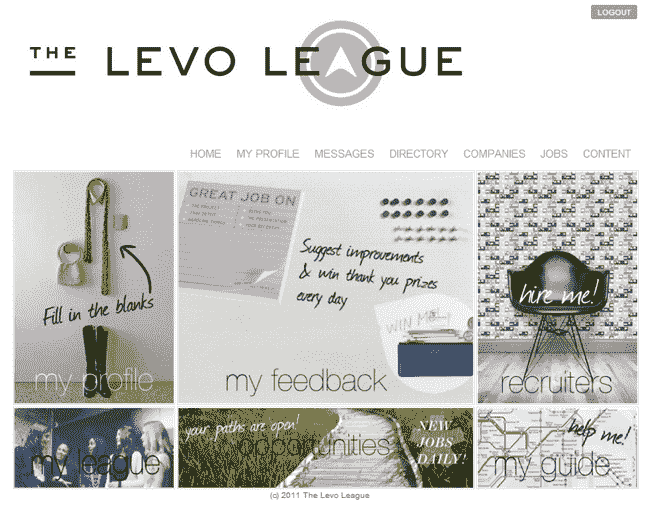 LOGOUT
THE LEVO LEAGUE
HOME MY PROFILE MESSAGES DIRECTORY COMPANIES JOBS CONTENT
Fill in the blanks
my profile
GREAT JOB ON
Suggest improvements
& win thank you prizes
every day
WIN ME!
my feedback
hire me!
recruiters
my league
your paths are open!
opportunities
NEW
JOBS
DAILY!
help me!
my guide
(c) 2011 The Levo League